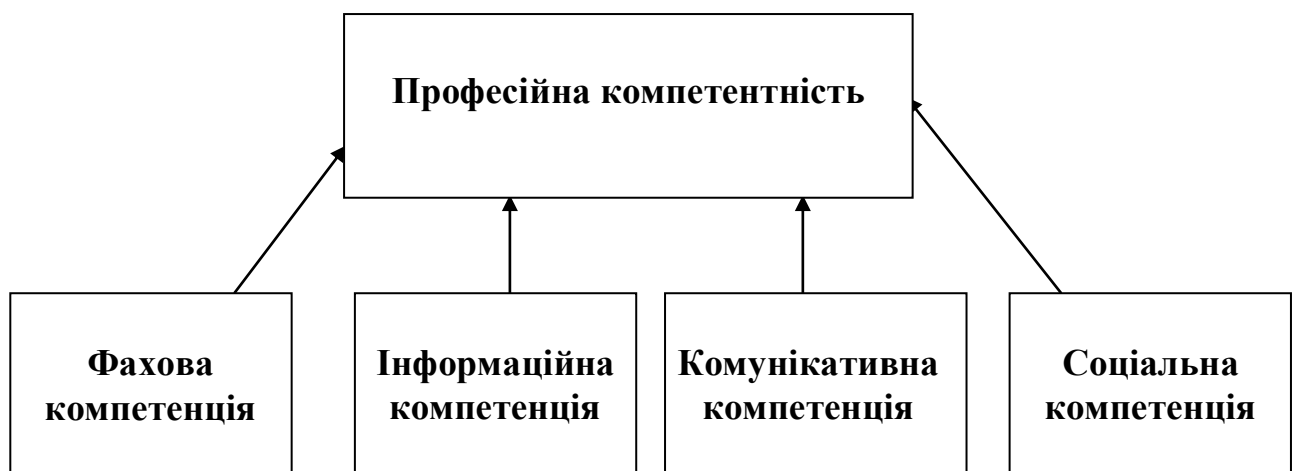 Професійна компетентність
Фахова
компетенція
Інформаційна
компетенція
Комунікативна
компетенція
Соціальна
компетенція